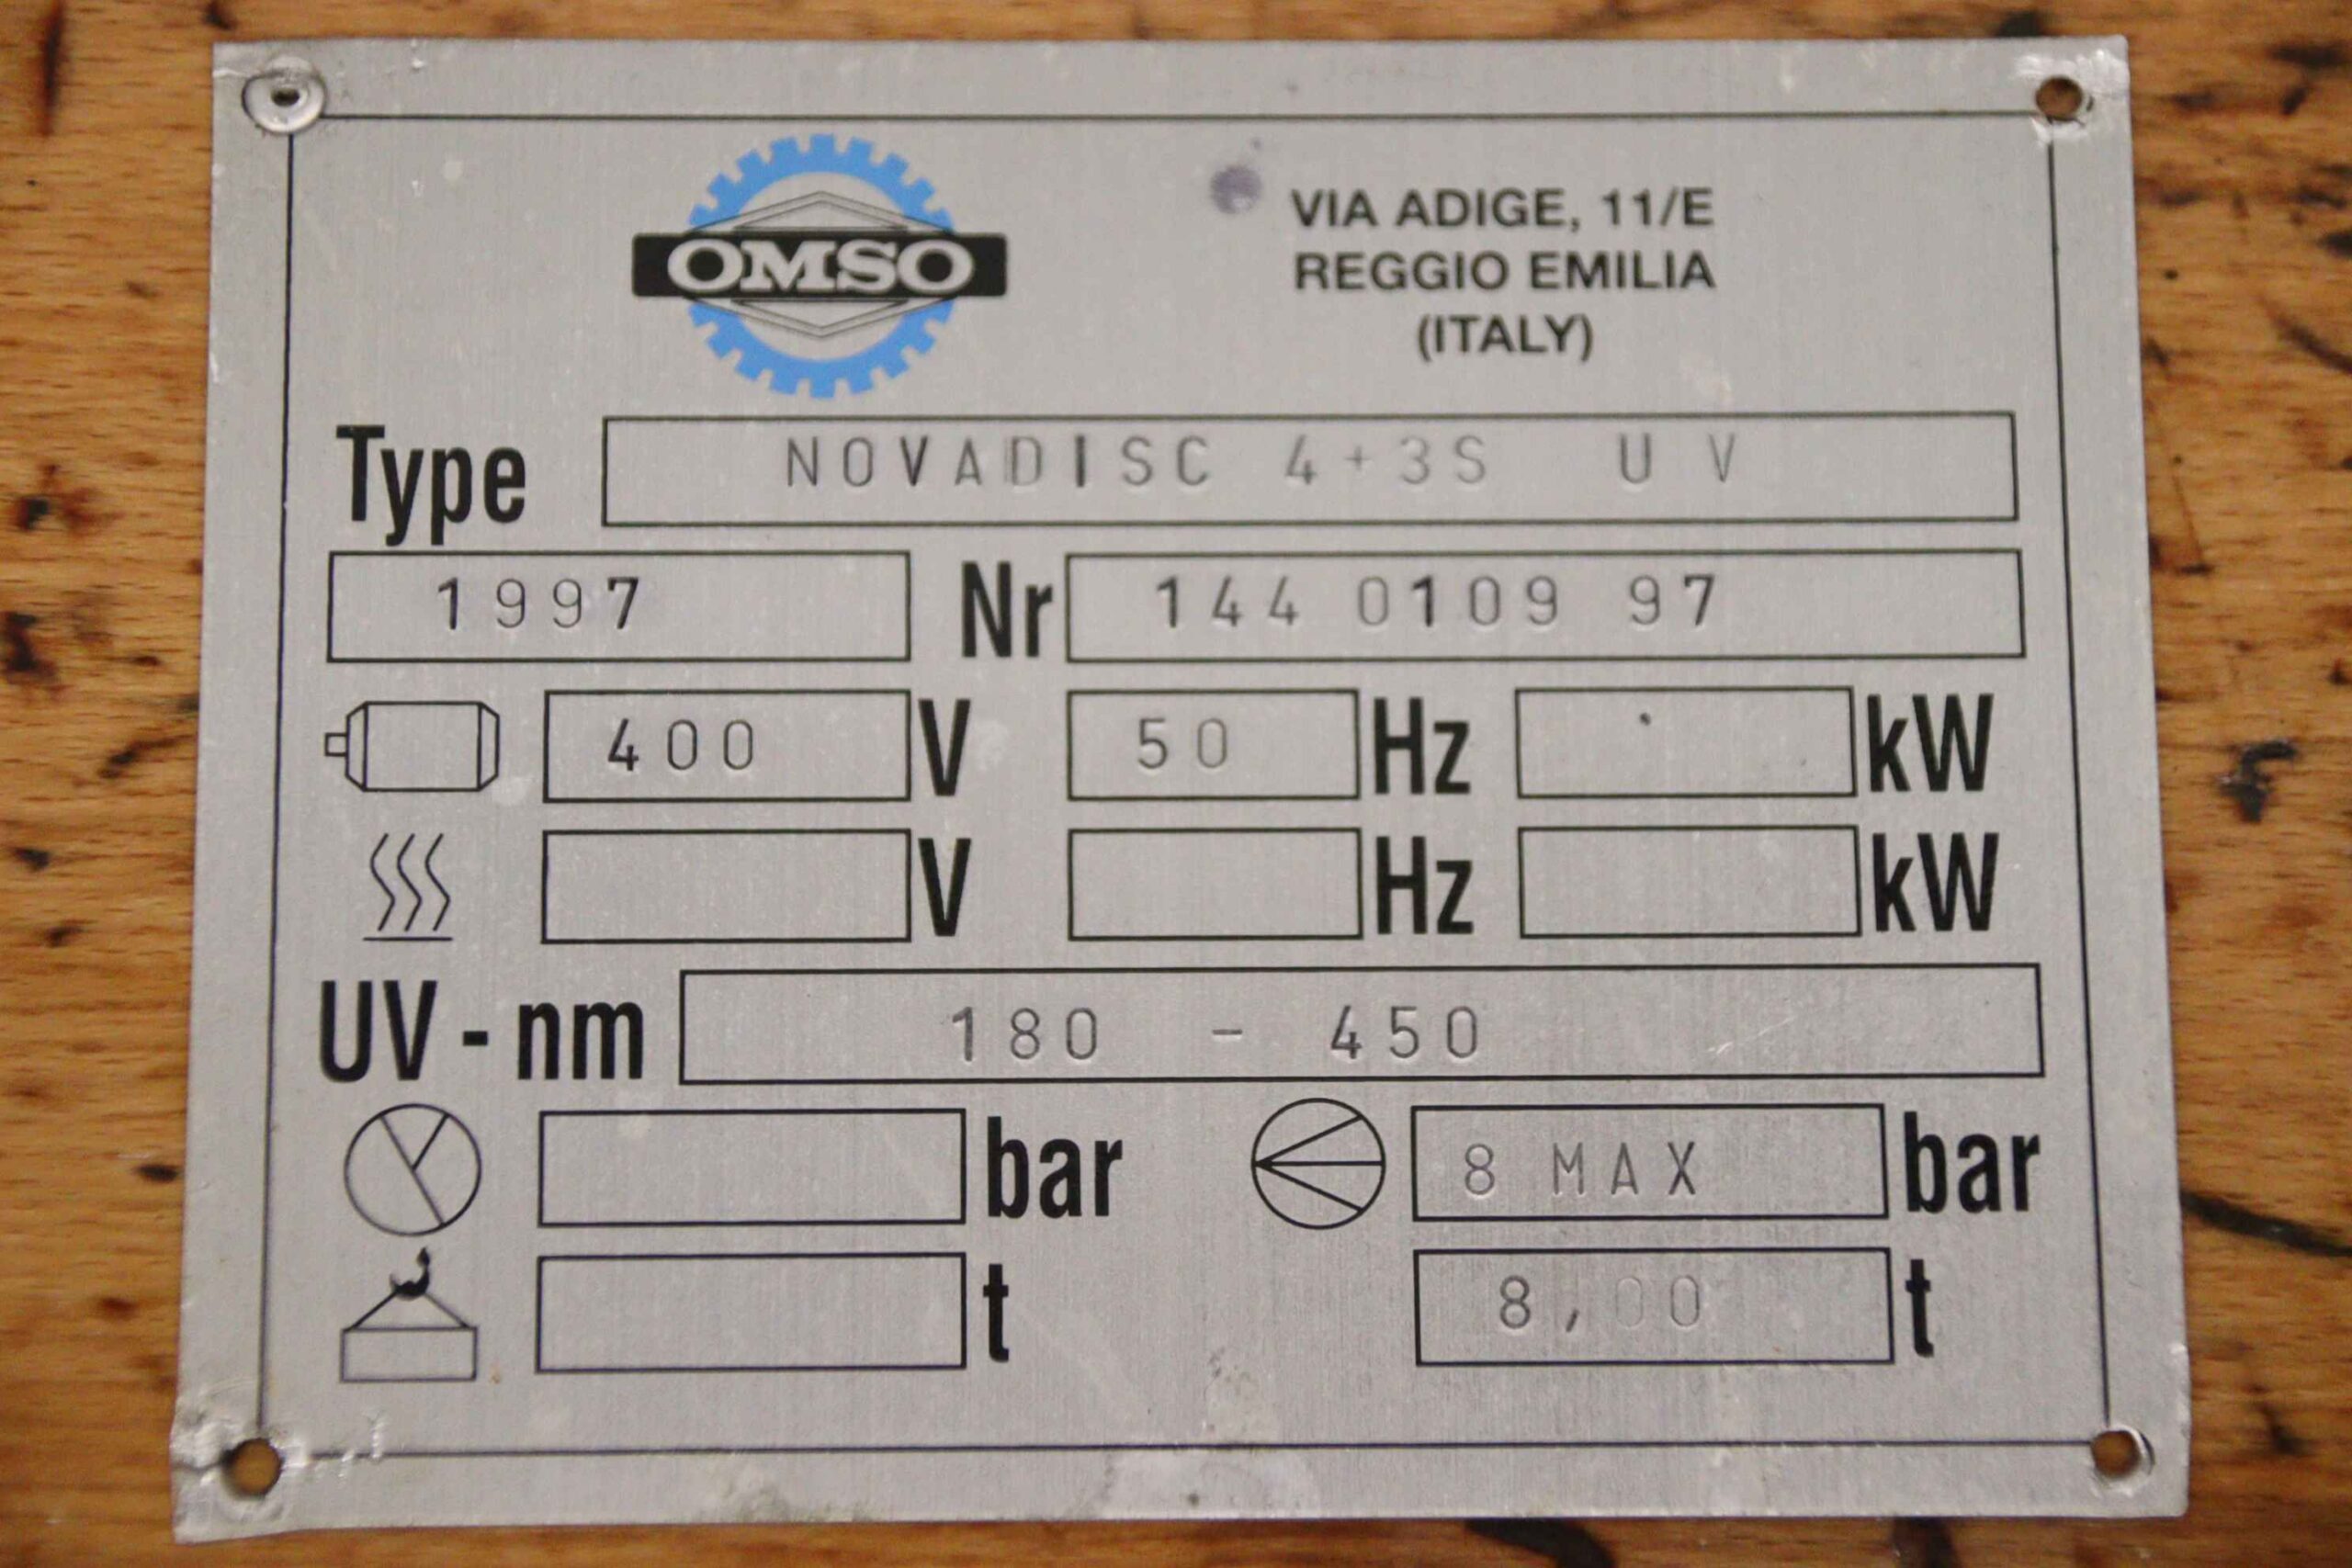 OMSO
VIA ADIGE, 11/E
REGGIO EMILIA
(ITALY)
Type NOVADISC 4+3S UV
1997 Nr 144 0109 97
400 V 50 Hz kW
V Hz kW
UV - nm 180 - 450
bar 8 MAX bar
t 8,00 t